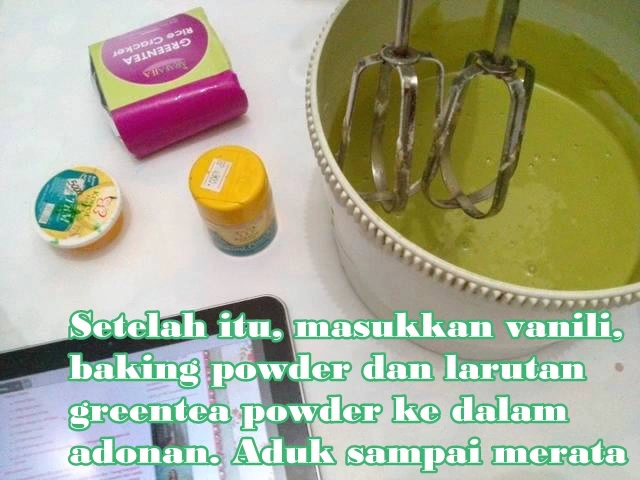 GREENTEA
Rice Cracker
Setelah itu, masukkan vanili,
baking powder dan larutan
greentea powder ke dalam
adonan. Aduk sampai merata